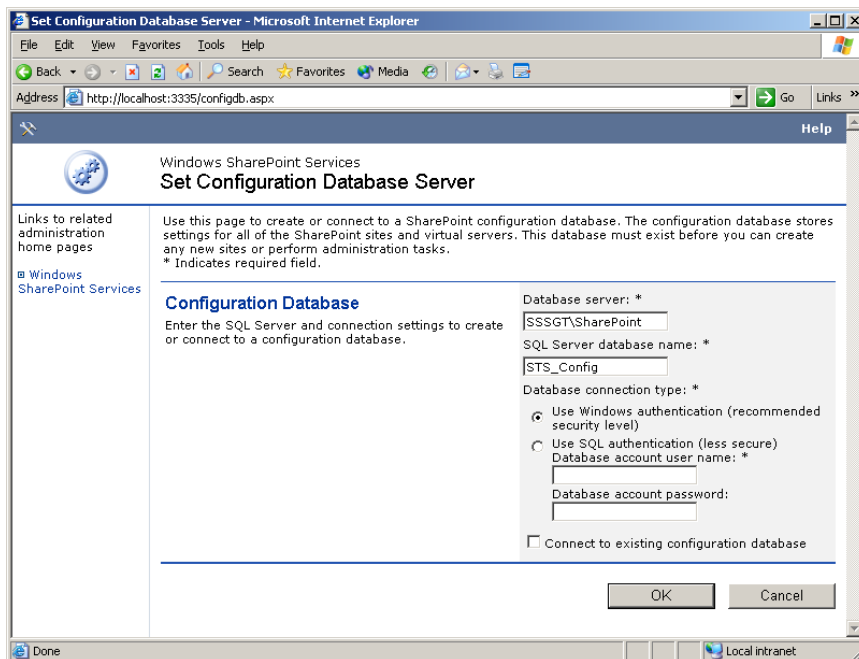 Set Configuration Database Server - Microsoft Internet Explorer
File Edit View Favorites Tools Help
Back Search Favorites Media
Address http://localhost:3335/configdb.aspx Go Links »
Help
Windows SharePoint Services
Set Configuration Database Server
Links to related
administration
home pages
Windows
SharePoint Services
Use this page to create or connect to a SharePoint configuration database. The configuration database stores
settings for all of the SharePoint sites and virtual servers. This database must exist before you can create
any new sites or perform administration tasks.
* Indicates required field.
Configuration Database
Enter the SQL Server and connection settings to create
or connect to a configuration database.
Database server: *
SSSGT\SharePoint
SQL Server database name: *
STS_Config
Database connection type: *
Use Windows authentication (recommended
security level)
Use SQL authentication (less secure)
Database account user name: *
Database account password:
Connect to existing configuration database
OK Cancel
Done Local intranet